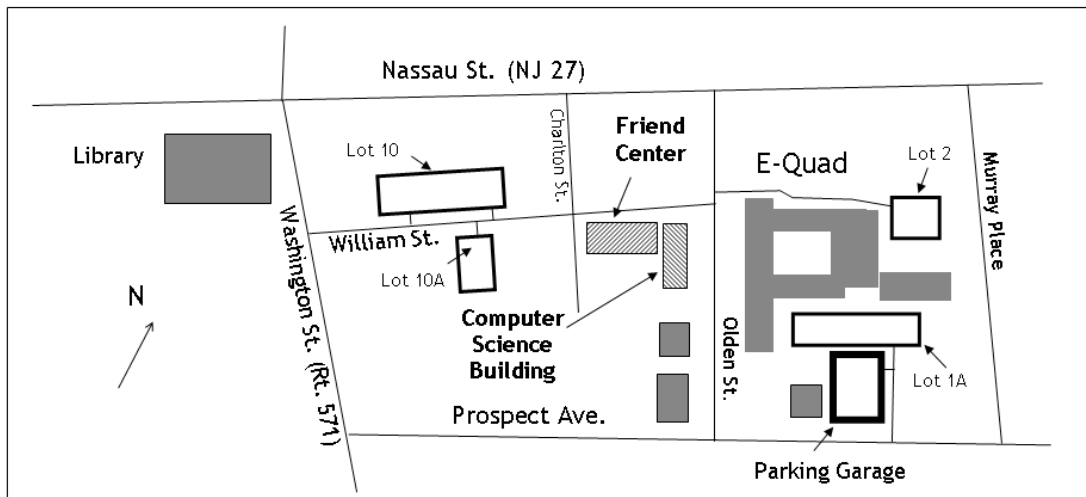 Nassau St. (NJ 27)
Library
Lot 10
Charlton St.
Friend
Center
E-Quad
Lot 2
Murray Place
Washington St. (Rt. 571)
William St.
Lot 10A
N
Computer
Science
Building
Olden St.
Lot 1A
Prospect Ave.
Parking Garage